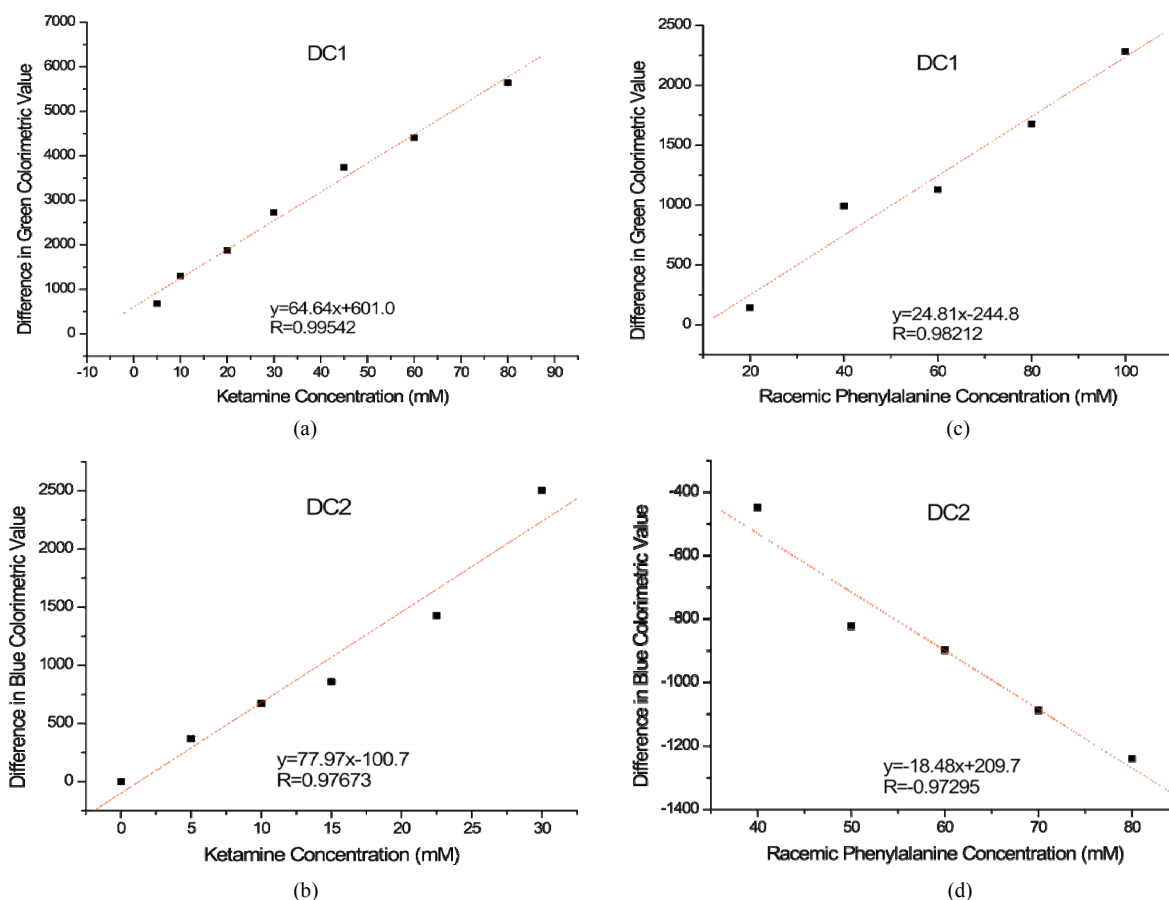 DC1
Difference in Green Colorimetric Value
7000
6000
5000
4000
3000
2000
1000
0
y=64.64x+601.0
R=0.99542
-10 0 10 20 30 40 50 60 70 80 90
Ketamine Concentration (mM)
(a)
DC1
Difference in Green Colorimetric Value
2500
2000
1500
1000
500
0
y=24.81x-244.8
R=0.98212
20 40 60 80 100
Racemic Phenylalanine Concentration (mM)
(c)
DC2
Difference in Blue Colorimetric Value
2500
2000
1500
1000
500
0
y=77.97x-100.7
R=0.97673
0 5 10 15 20 25 30
Ketamine Concentration (mM)
(b)
DC2
Difference in Blue Colorimetric Value
-400
-600
-800
-1000
-1200
-1400
y=-18.48x+209.7
R=-0.97295
40 50 60 70 80
Racemic Phenylalanine Concentration (mM)
(d)